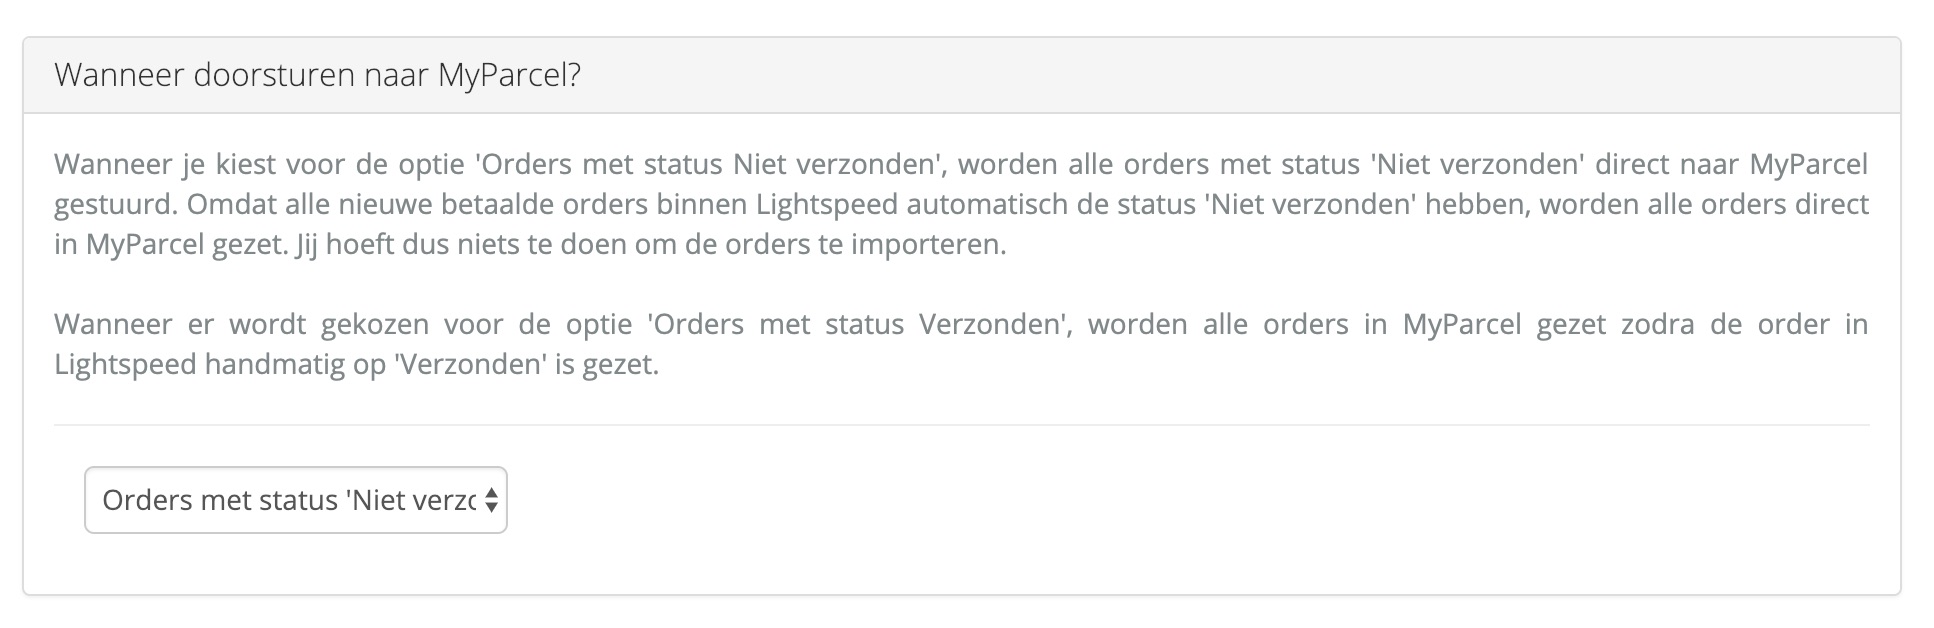 Wanneer doorsturen naar MyParcel?
Wanneer je kiest voor de optie 'Orders met status Niet verzonden', worden alle orders met status 'Niet verzonden' direct naar MyParcel
gestuurd. Omdat alle nieuwe betaalde orders binnen Lightspeed automatisch de status 'Niet verzonden' hebben, worden alle orders direct
in MyParcel gezet. Jij hoeft dus niets te doen om de orders te importeren.
Wanneer er wordt gekozen voor de optie 'Orders met status Verzonden', worden alle orders in MyParcel gezet zodra de order in
Lightspeed handmatig op 'Verzonden' is gezet.
Orders met status 'Niet verzo